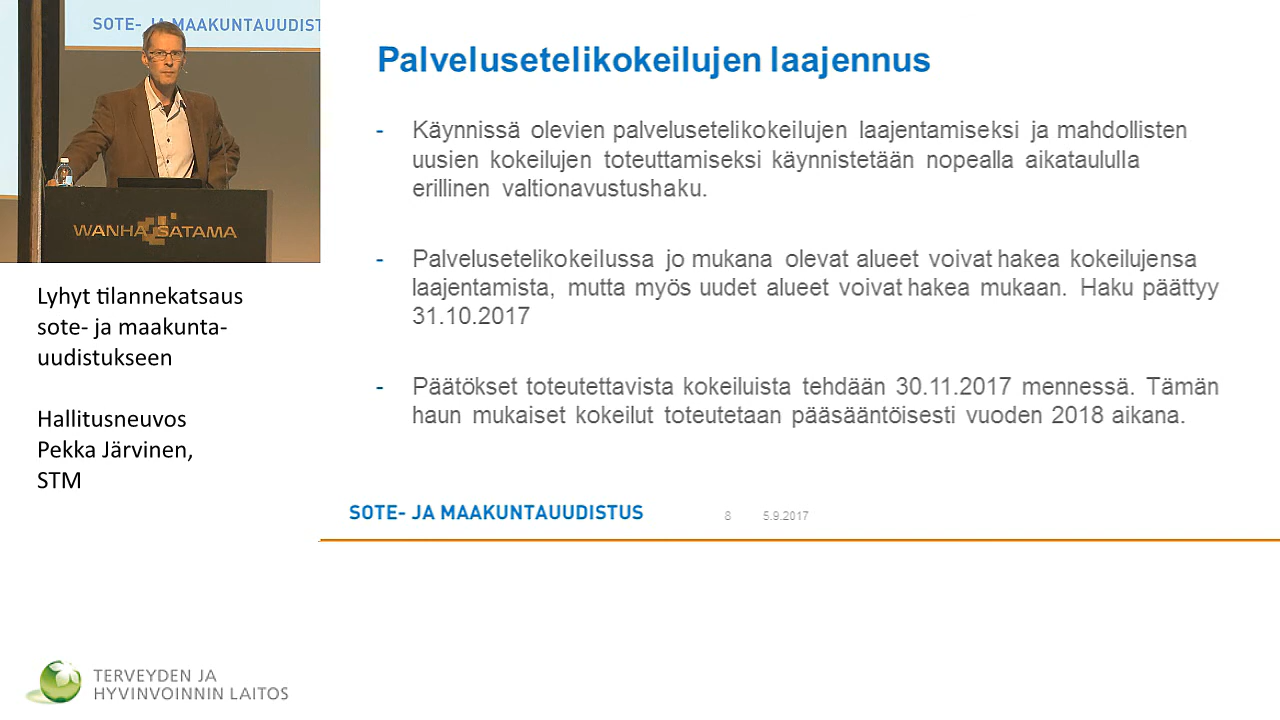 SOTE- JA MAAKUNTAUUDIST
WANHA SATAMA
Lyhyt tilannekatsaus
sote- ja maakunta-
uudistukseen
Hallitusneuvos
Pekka Järvinen,
STM
Palvelusetelikokeilujen laajennus
- Käynnissä olevien palvelusetelikokeilujen laajentamiseksi ja mahdollisten
uusien kokeilujen toteuttamiseksi käynnistetään nopealla aikataululla
erillinen valtionavustushaku.
- Palvelusetelikokeilussa jo mukana olevat alueet voivat hakea kokeilujensa
laajentamista, mutta myös uudet alueet voivat hakea mukaan. Haku päättyy
31.10.2017
- Päätökset toteutettavista kokeiluista tehdään 30.11.2017 mennessä. Tämän
haun mukaiset kokeilut toteutetaan pääsääntöisesti vuoden 2018 aikana.
SOTE- JA MAAKUNTAUUDISTUS 8 5.9.2017
TERVEYDEN JA
HYVINVOINNIN LAITOS